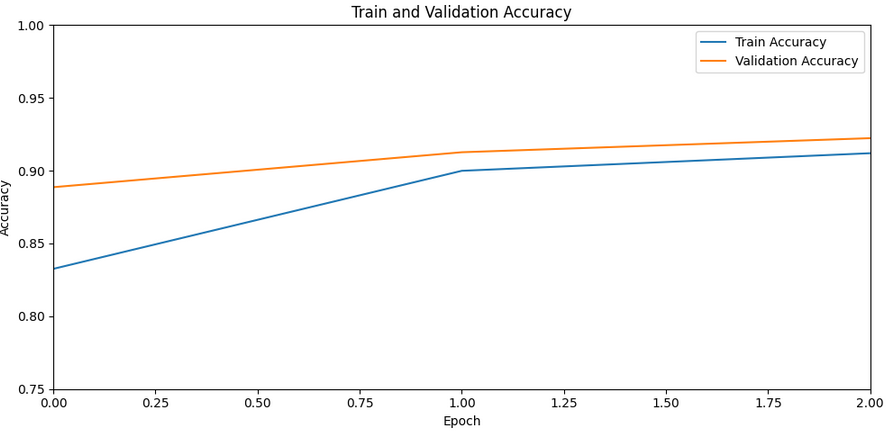 Train and Validation Accuracy
1.00
Train Accuracy
Validation Accuracy
0.95
0.90
Accuracy
0.85
0.80
0.75
0.00 0.25 0.50 0.75 1.00 1.25 1.50 1.75 2.00
Epoch